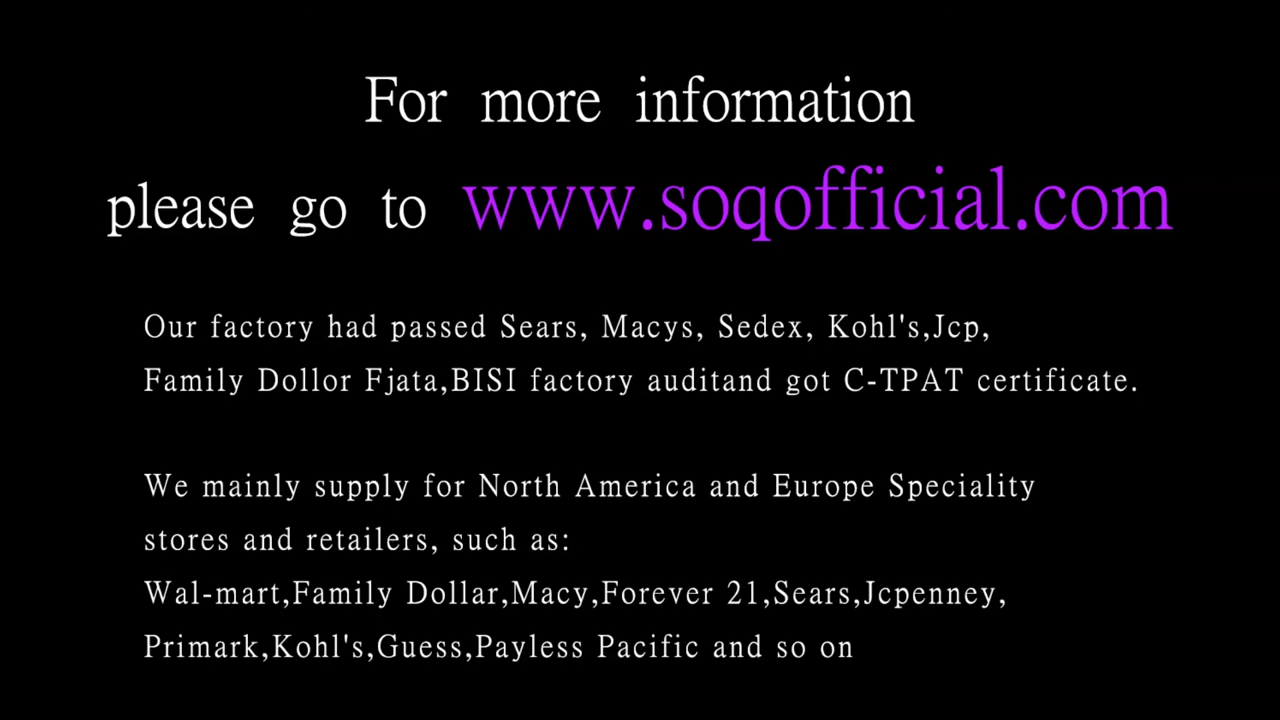 For more information
please go to www.soqofficial.com
Our factory had passed Sears, Macys, Sedex, Kohl's,Jcp,
Family Dollor Fjata,BISI factory auditand got C-TPAT certificate.
We mainly supply for North America and Europe Speciality
stores and retailers, such as:
Wal-mart,Family Dollar,Macy,Forever 21,Sears,Jcpenney,
Primark,Kohl's,Guess,Payless Pacific and so on